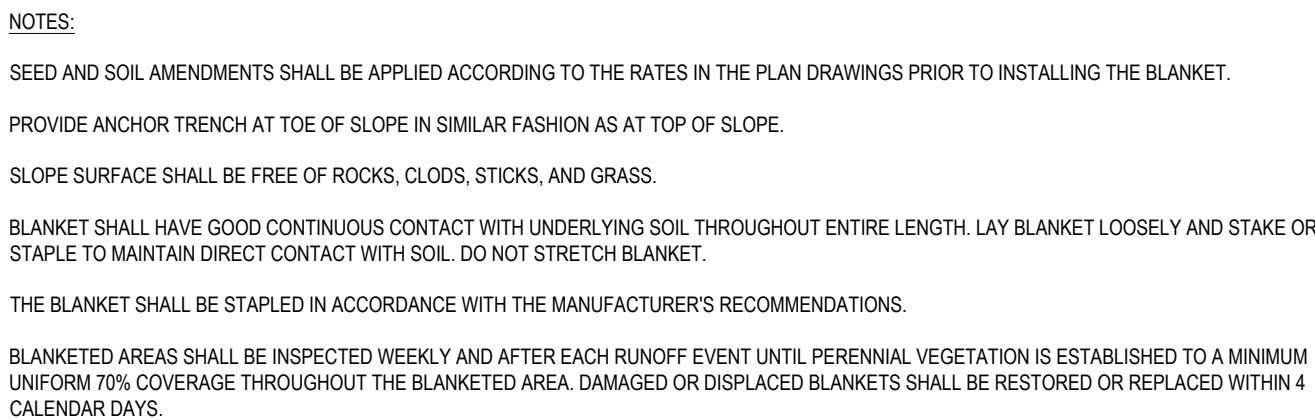 NOTES:
SEED AND SOIL AMENDMENTS SHALL BE APPLIED ACCORDING TO THE RATES IN THE PLAN DRAWINGS PRIOR TO INSTALLING THE BLANKET.
PROVIDE ANCHOR TRENCH AT TOE OF SLOPE IN SIMILAR FASHION AS AT TOP OF SLOPE.
SLOPE SURFACE SHALL BE FREE OF ROCKS, CLODS, STICKS, AND GRASS.
BLANKET SHALL HAVE GOOD CONTINUOUS CONTACT WITH UNDERLYING SOIL THROUGHOUT ENTIRE LENGTH. LAY BLANKET LOOSELY AND STAKE OR
STAPLE TO MAINTAIN DIRECT CONTACT WITH SOIL. DO NOT STRETCH BLANKET.
THE BLANKET SHALL BE STAPLED IN ACCORDANCE WITH THE MANUFACTURER'S RECOMMENDATIONS.
BLANKETED AREAS SHALL BE INSPECTED WEEKLY AND AFTER EACH RUNOFF EVENT UNTIL PERENNIAL VEGETATION IS ESTABLISHED TO A MINIMUM
UNIFORM 70% COVERAGE THROUGHOUT THE BLANKETED AREA. DAMAGED OR DISPLACED BLANKETS SHALL BE RESTORED OR REPLACED WITHIN 4
CALENDAR DAYS.